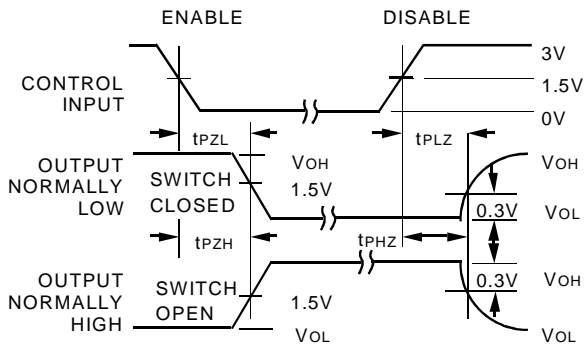 ENABLE DISABLE
3V
CONTROL INPUT
1.5V
0V
tPZL tPLZ
OUTPUT NORMALLY LOW
SWITCH CLOSED
VOH
1.5V
VOH
0.3V
VOL
tPZH tPHZ
OUTPUT NORMALLY HIGH
SWITCH OPEN
1.5V
VOL
0.3V
VOH
VOL